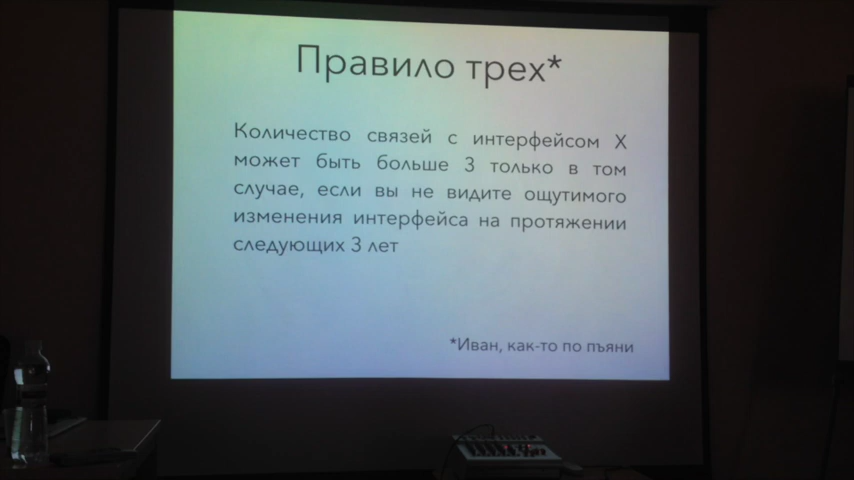 Правило трех*
Количество связей с интерфейсом X
может быть больше 3 только в том
случае, если вы не видите ощутимого
изменения интерфейса на протяжении
следующих 3 лет
*Иван, как-то по пъяни